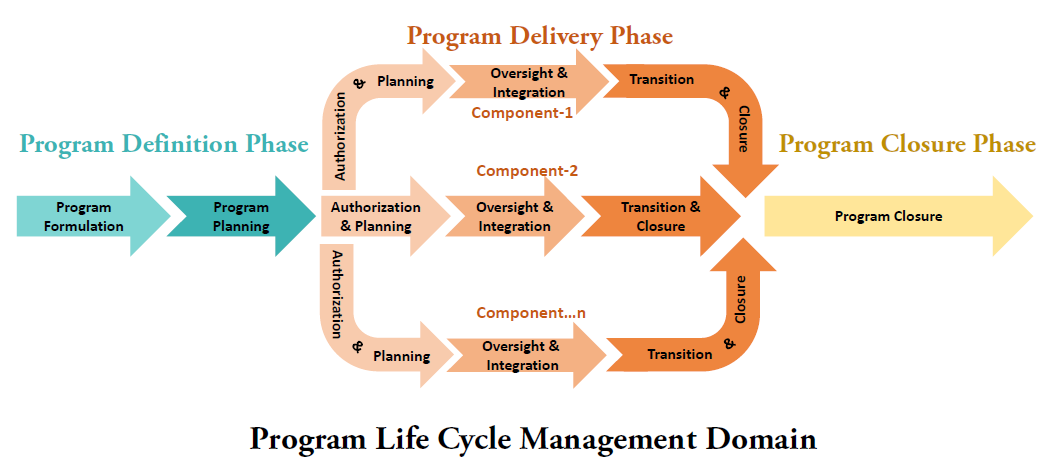 Program Delivery Phase
Authorization & Planning
Oversight &
Integration
Transition & Closure
Component-1
Program Definition Phase
Program Closure Phase
Component-2
Program
Formulation
Program
Planning
Authorization
& Planning
Oversight &
Integration
Transition &
Closure
Program Closure
Authorization & Planning
Component...n
Oversight &
Integration
Transition & Closure
Program Life Cycle Management Domain